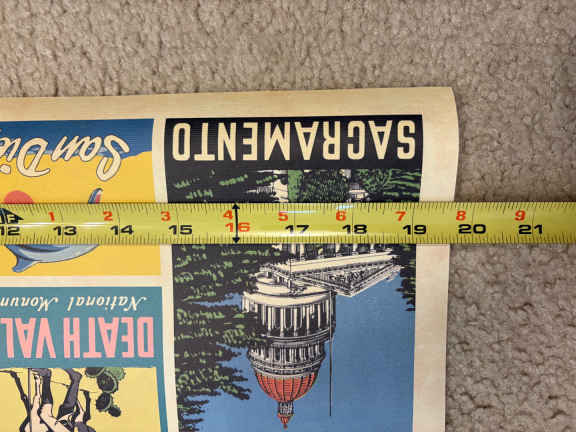 SACRAMENTO
San Die
1 2 3 4 5 6 7 8 9
12 13 14 15 16 17 18 19 20 21
National Monum
DEATH VAL